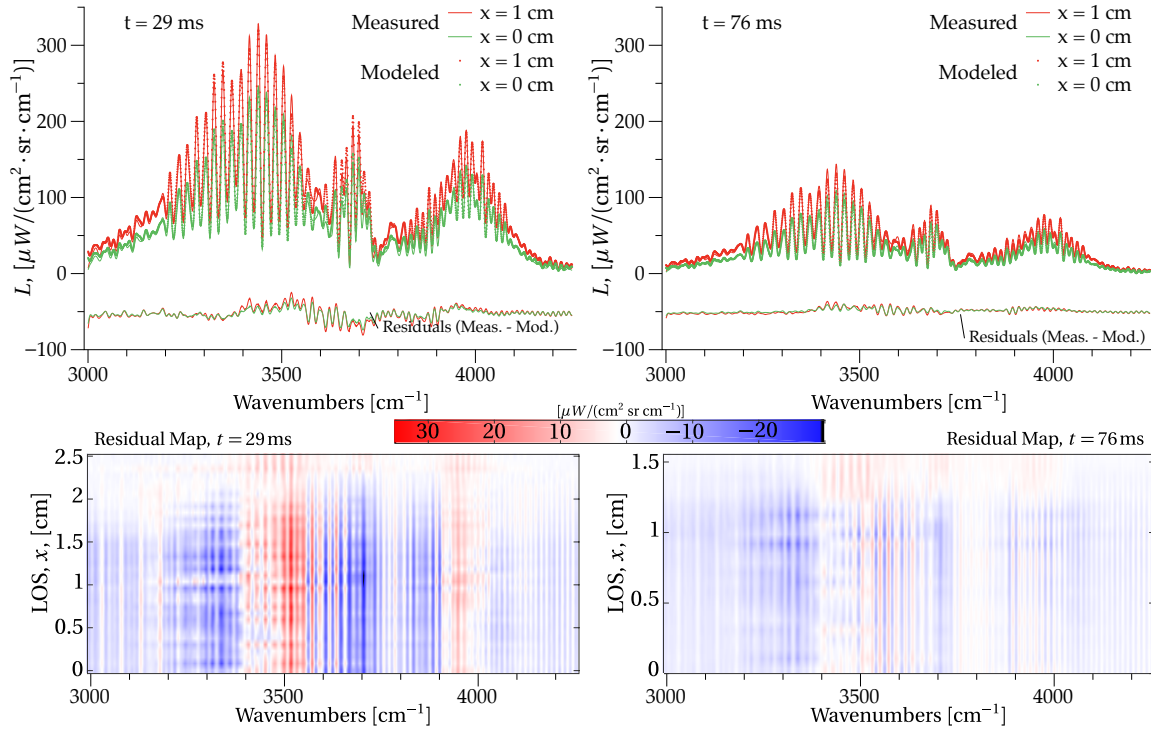 t = 29 ms
Measured
x = 1 cm
x = 0 cm
Modeled
x = 1 cm
x = 0 cm
L, [μW/(cm² · sr · cm⁻¹)]
300
200
100
0
−100
Residuals (Meas. - Mod.)
3000
3500
4000
Wavenumbers [cm⁻¹]
t = 76 ms
Measured
x = 1 cm
x = 0 cm
Modeled
x = 1 cm
x = 0 cm
L, [μW/(cm² · sr · cm⁻¹)]
300
200
100
0
−100
Residuals (Meas. - Mod.)
3000
3500
4000
Wavenumbers [cm⁻¹]
[μW/(cm² sr cm⁻¹)]
30 20 10 0 −10 −20
Residual Map, t = 29 ms
LOS, x, [cm]
2.5
2
1.5
1
0.5
0
3000
3500
4000
Wavenumbers [cm⁻¹]
Residual Map, t = 76 ms
LOS, x, [cm]
1.5
1
0.5
0
3000
3500
4000
Wavenumbers [cm⁻¹]